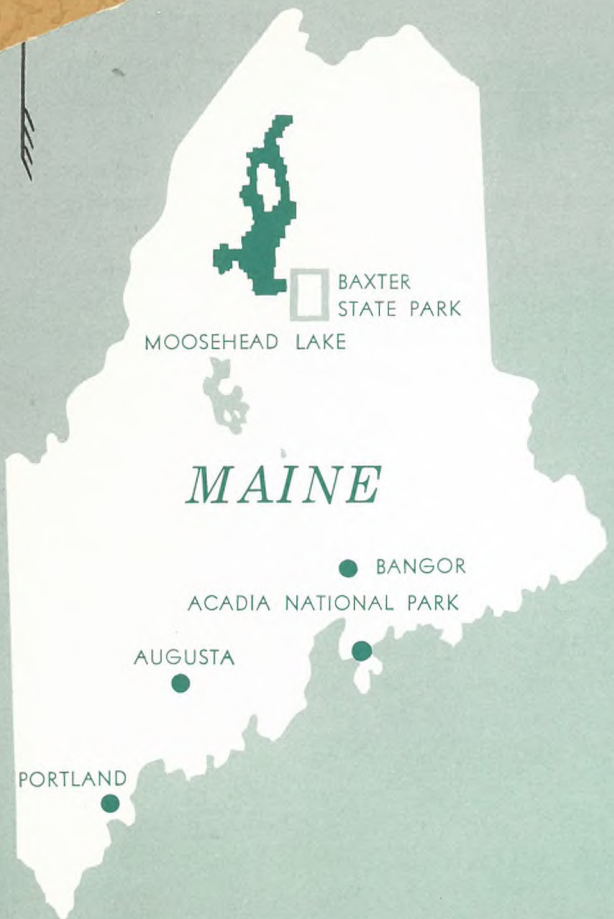 BAXTER
STATE PARK
MOOSEHEAD LAKE
MAINE
BANGOR
ACADIA NATIONAL PARK
AUGUSTA
PORTLAND